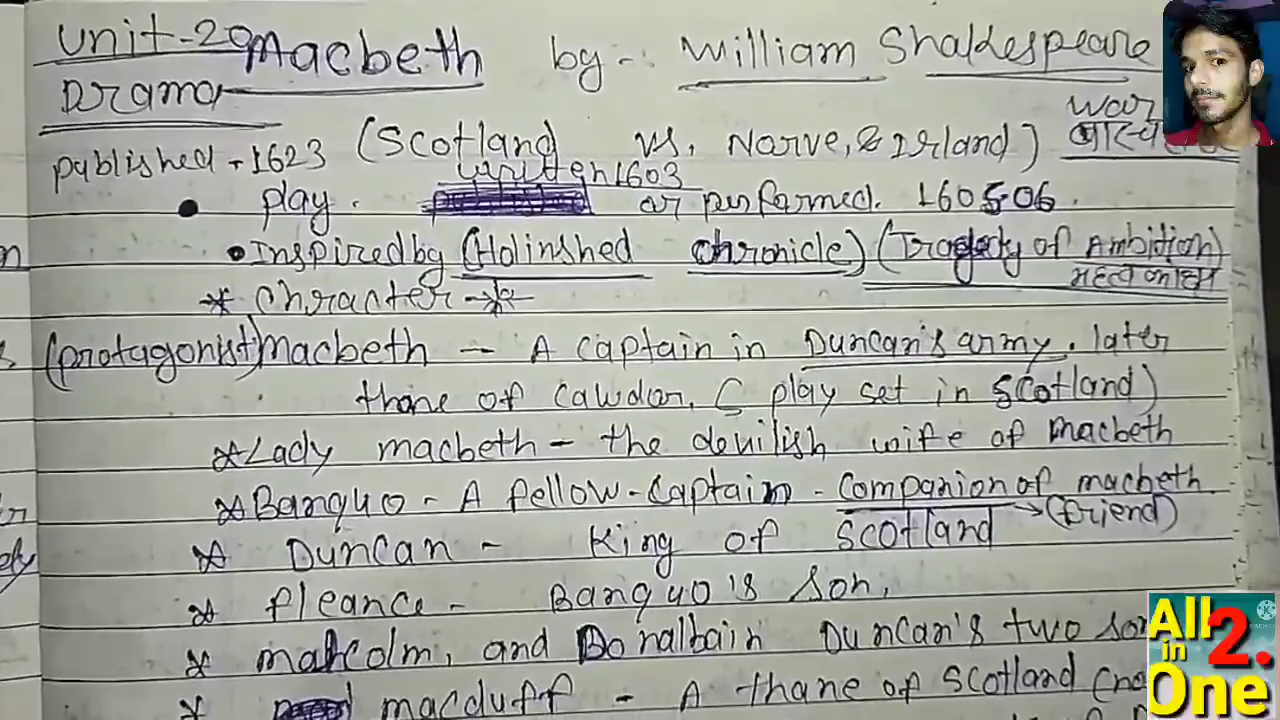 Unit-20 Macbeth by-: William Shakespeare
Drama
published - 1623 (Scotland vs, Narve, & Irland) war
written 1603
play. or performed. 1605-06.
Inspired by (Holinshed Chronicle) (Tragedy of Ambition)
* Chracter -*
(protagonist) Macbeth - A captain in Duncan's army. later
thane of cawdor. ( play set in Scotland)
* Lady macbeth - the devilish wife of Macbeth
* Banquo - A fellow-captain - Companion of macbeth.
(friend)
* Duncan - King of Scotland
* fleance - Banquo's son,
* malcolm, and Donalbain Duncan's two son
* macduff - A thane of Scotland
All in One 2.